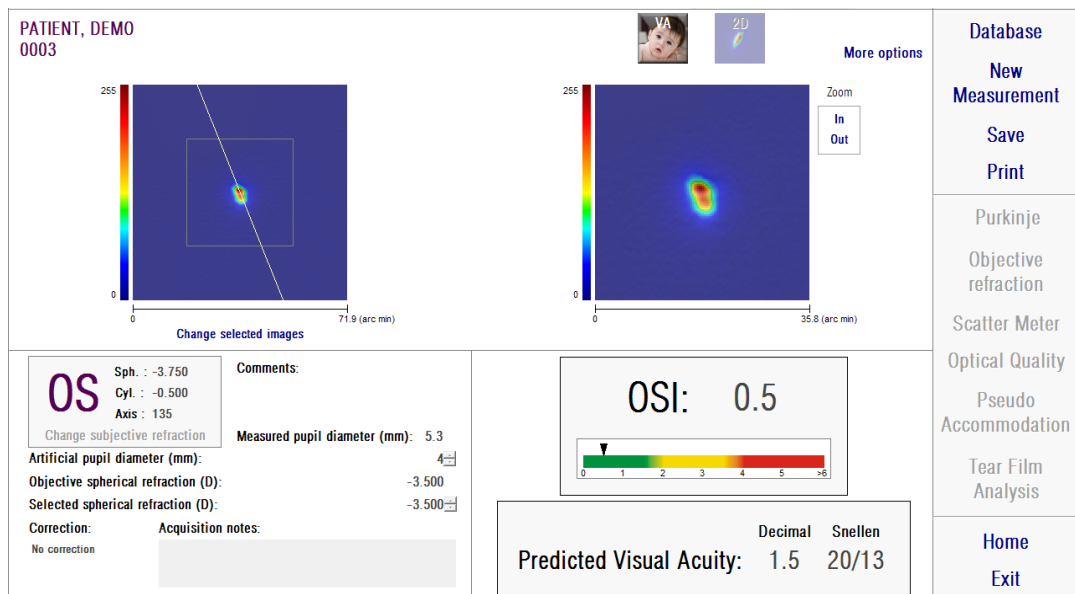 PATIENT, DEMO
0003
VA
2D
More options
255
0
0
71.9 (arc min)
Change selected images
255
0
0
35.8 (arc min)
Zoom
In
Out
OS
Sph. : -3.750
Cyl. : -0.500
Axis : 135
Change subjective refraction
Comments:
Measured pupil diameter (mm): 5.3
Artificial pupil diameter (mm): 4
Objective spherical refraction (D): -3.500
Selected spherical refraction (D): -3.500
Correction:
No correction
Acquisition notes:
OSI: 0.5
0 1 2 3 4 5 >6
Decimal Snellen
Predicted Visual Acuity: 1.5 20/13
Database
New
Measurement
Save
Print
Purkinje
Objective
refraction
Scatter Meter
Optical Quality
Pseudo
Accommodation
Tear Film
Analysis
Home
Exit